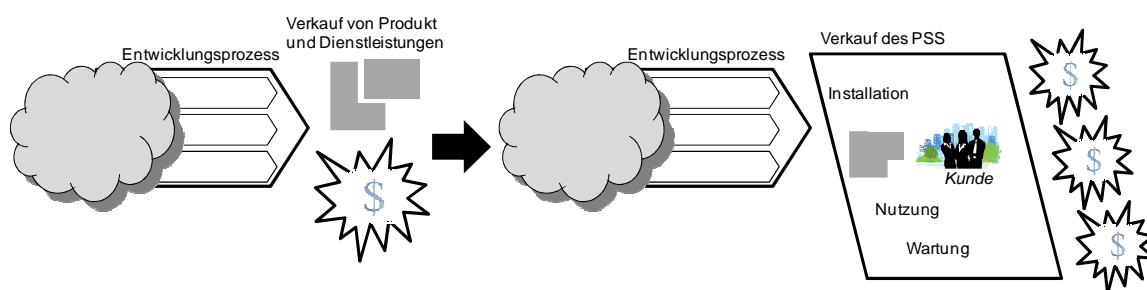 Verkauf von Produkt
und Dienstleistungen
Entwicklungsprozess
$
Entwicklungsprozess
Verkauf des PSS
Installation
Kunde
Nutzung
Wartung
$
$
$